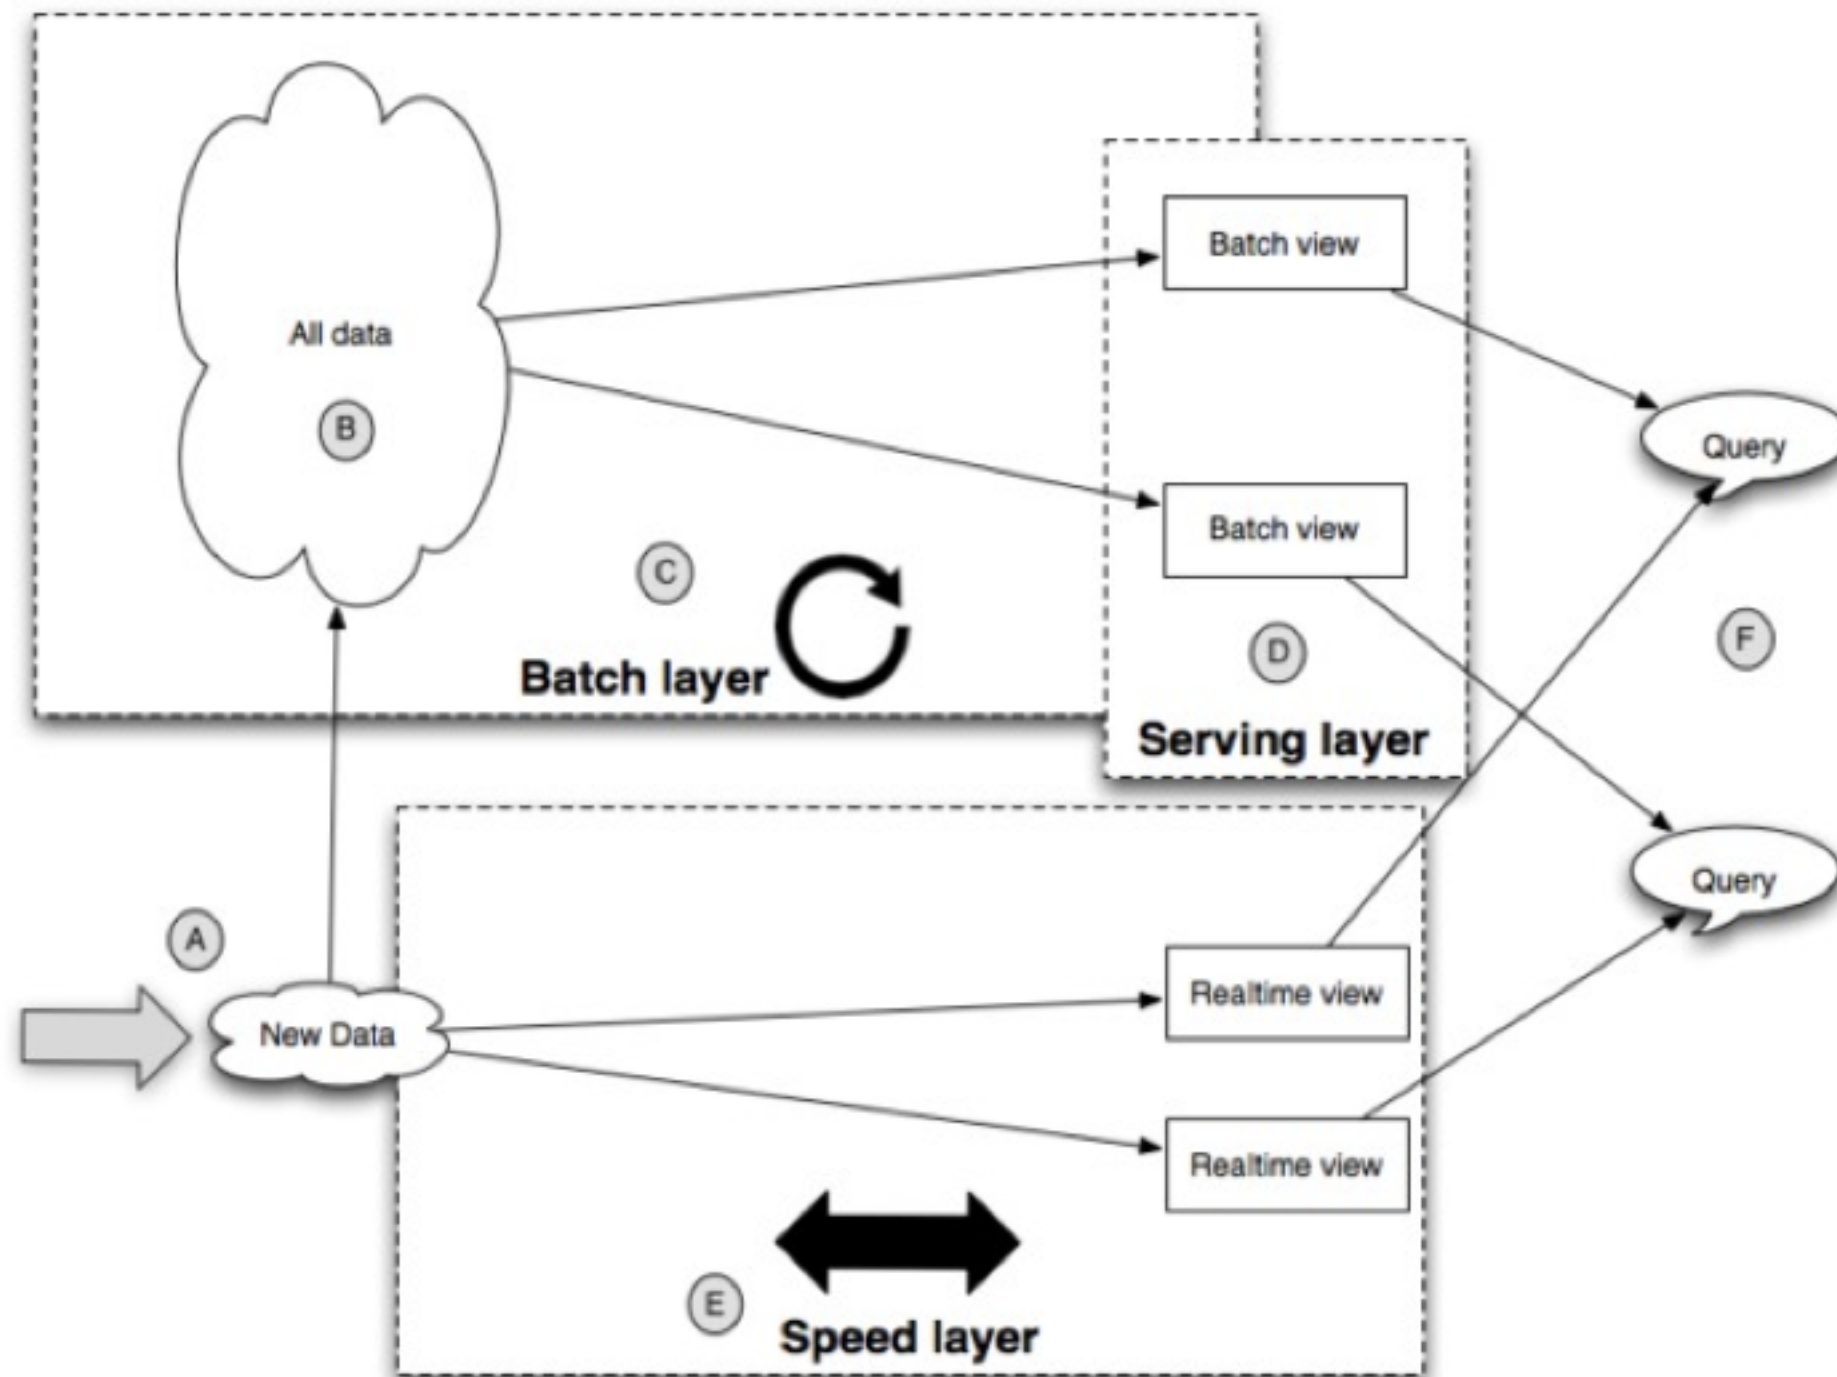 Batch view
All data
B
Query
Batch view
C
D
F
Batch layer
Serving layer
Query
A
New Data
Realtime view
Realtime view
E
Speed layer